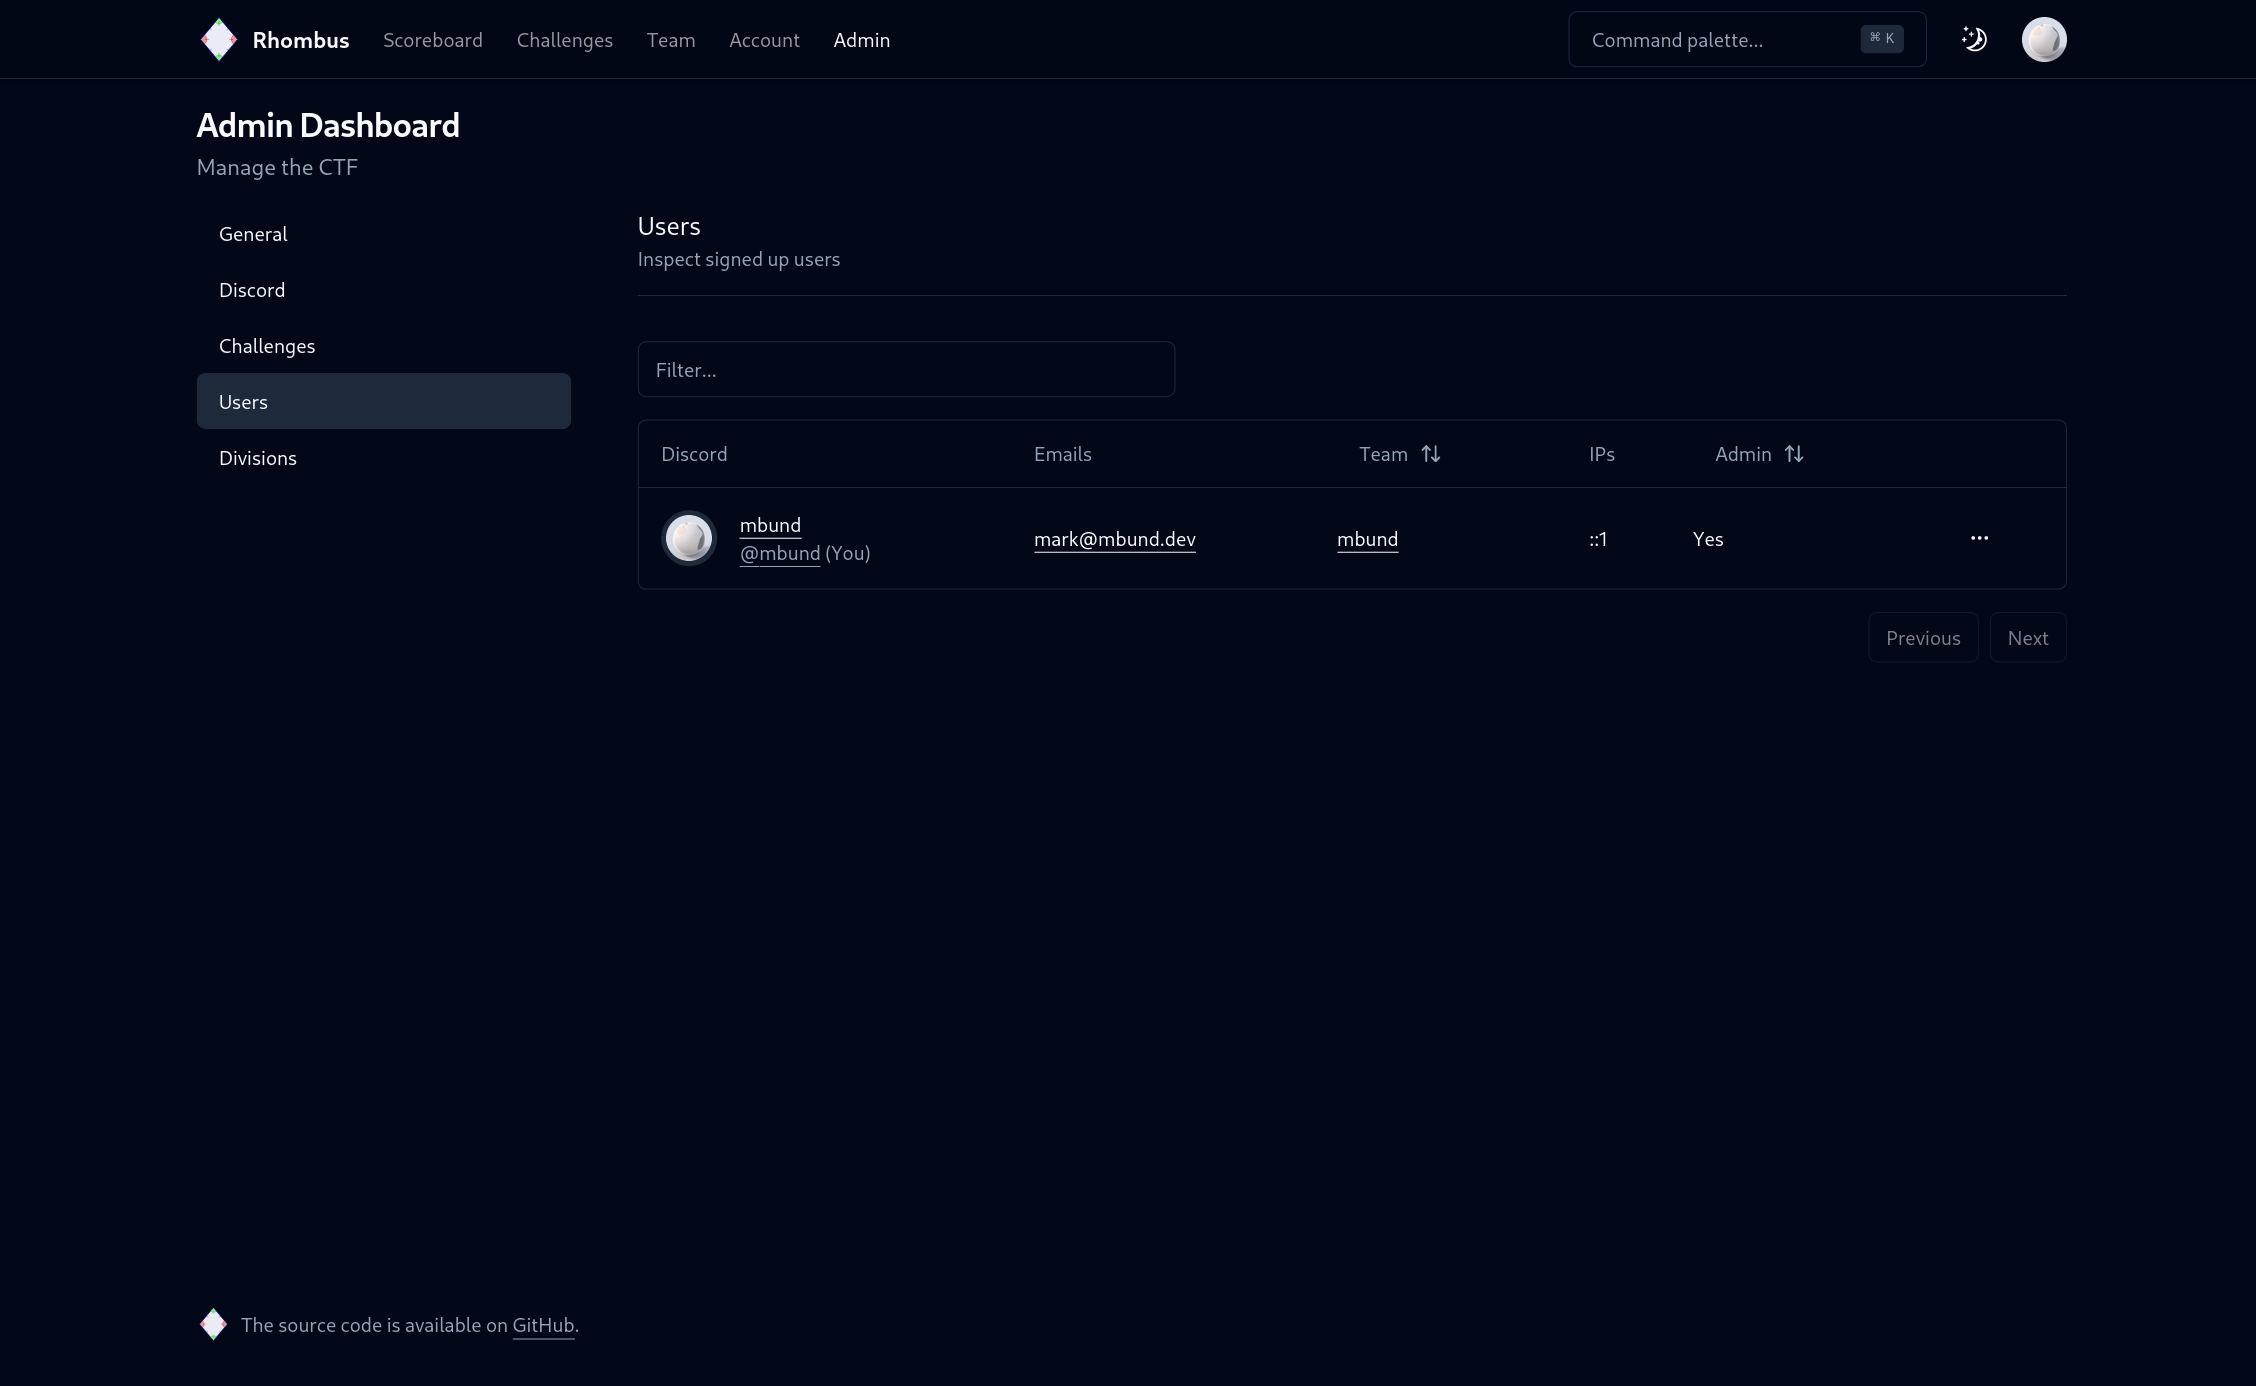 Rhombus Scoreboard Challenges Team Account Admin Command palette... ⌘ K
Admin Dashboard
Manage the CTF
General
Discord
Challenges
Users
Divisions
Users
Inspect signed up users
Filter...
Discord Emails Team IPs Admin
mbund
@mbund (You)
mark@mbund.dev mbund ::1 Yes ...
Previous Next
The source code is available on GitHub.